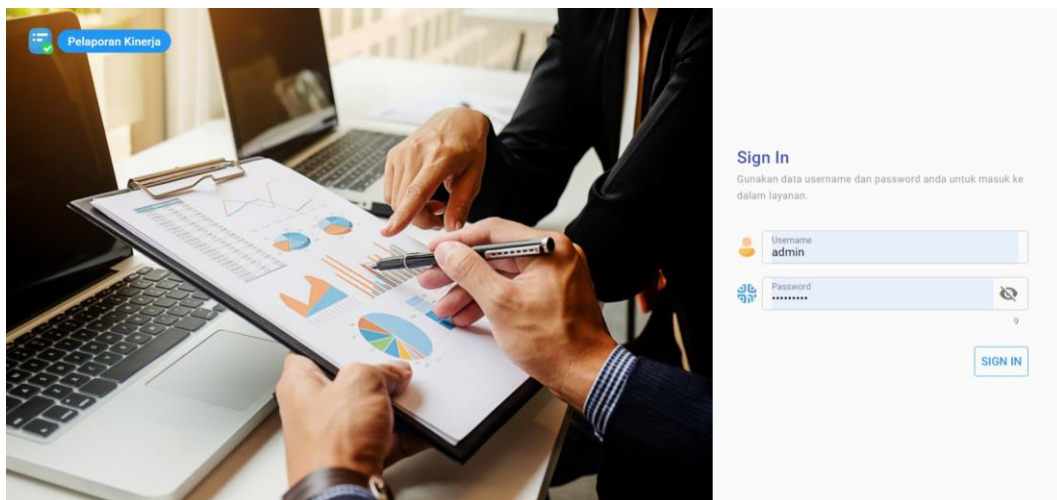 Pelaporan Kinerja
Sign In
Gunakan data username dan password anda untuk masuk ke
dalam layanan.
Username
admin
Password
•••••••••
9
SIGN IN